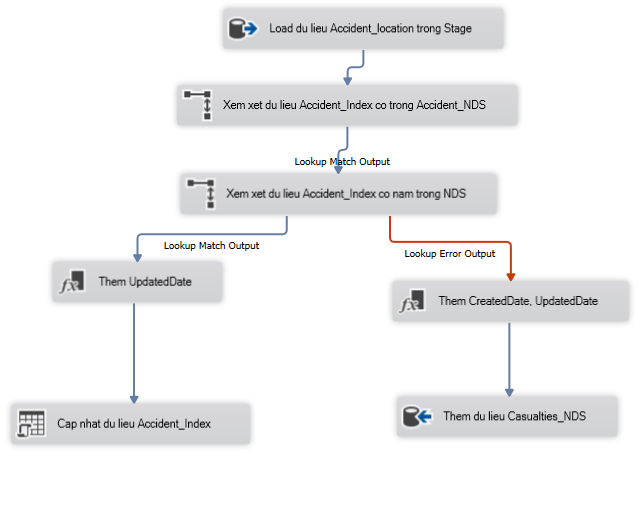 Load du lieu Accident_location trong Stage
Xem xet du lieu Accident_Index co trong Accident_NDS
Lookup Match Output
Xem xet du lieu Accident_Index co nam trong NDS
Lookup Match Output
Lookup Error Output
Them UpdatedDate
Them CreatedDate, UpdatedDate
Cap nhat du lieu Accident_Index
Them du lieu Casualties_NDS